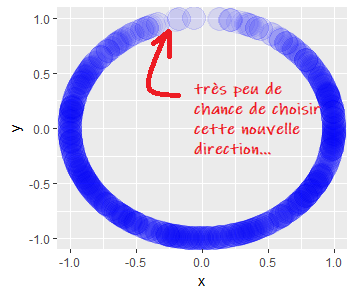 1.0
0.5
0.0
-0.5
-1.0
y
très peu de
chance de choisir
cette nouvelle
direction...
-1.0 -0.5 0.0 0.5 1.0
x